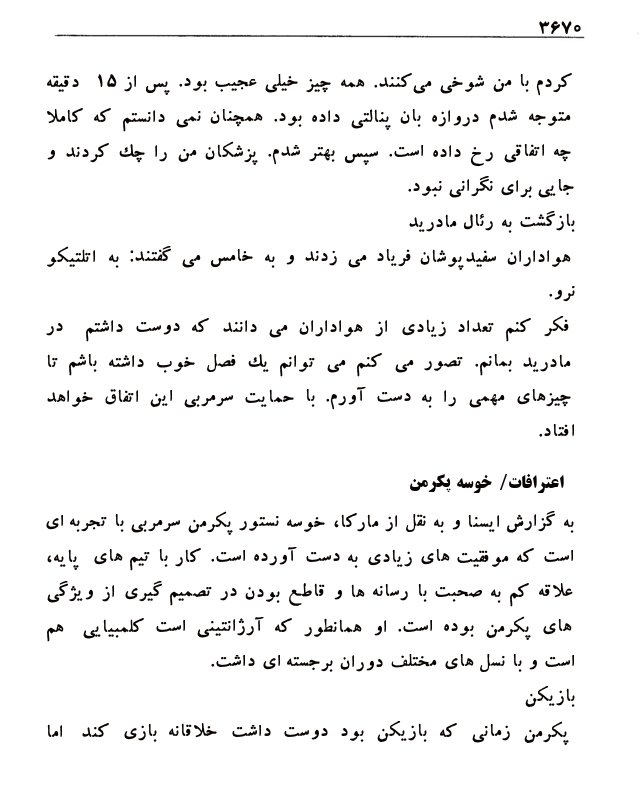 ۳۶۷۰
کردم با من شوخی می‌کنند. همه چیز خیلی عجیب بود. پس از ۱۵ دقیقه
متوجه شدم دروازه بان پنالتی داده بود. همچنان نمی دانستم که کاملا
چه اتفاقی رخ داده است. سپس بهتر شدم. پزشکان من را چك کردند و
جایی برای نگرانی نبود.
بازگشت به رئال مادرید
هواداران سفیدپوشان فریاد می زدند و به خامس می گفتند: به اتلتیکو
نرو.
فکر کنم تعداد زیادی از هواداران می دانند که دوست داشتم در
مادرید بمانم. تصور می کنم می توانم یك فصل خوب داشته باشم تا
چیزهای مهمی را به دست آورم. با حمایت سرمربی این اتفاق خواهد
افتاد.
اعترافات/ خوسه پکرمن
به گزارش ایسنا و به نقل از مارکا، خوسه نستور پکرمن سرمربی با تجربه ای
است که موفقیت های زیادی به دست آورده است. کار با تیم های پایه،
علاقه کم به صحبت با رسانه ها و قاطع بودن در تصمیم گیری از ویژگی
های پکرمن بوده است. او همانطور که آرژانتینی است کلمبیایی هم
است و با نسل های مختلف دوران برجسته ای داشت.
بازیکن
پکرمن زمانی که بازیکن بود دوست داشت خلاقانه بازی کند اما